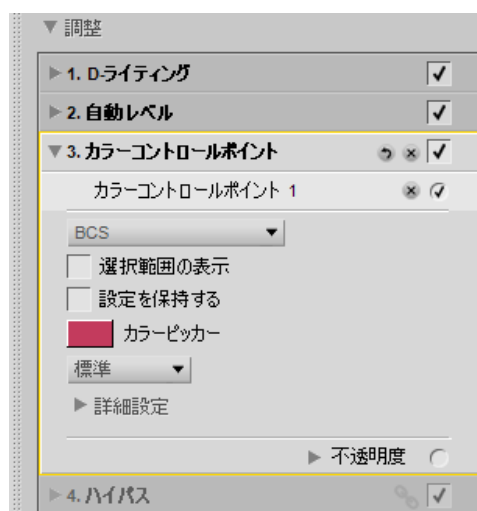 調整
1. D-ライティング
2. 自動レベル
3. カラーコントロールポイント
カラーコントロールポイント 1
BCS
選択範囲の表示
設定を保持する
カラーピッカー
標準
詳細設定
不透明度
4. ハイパス